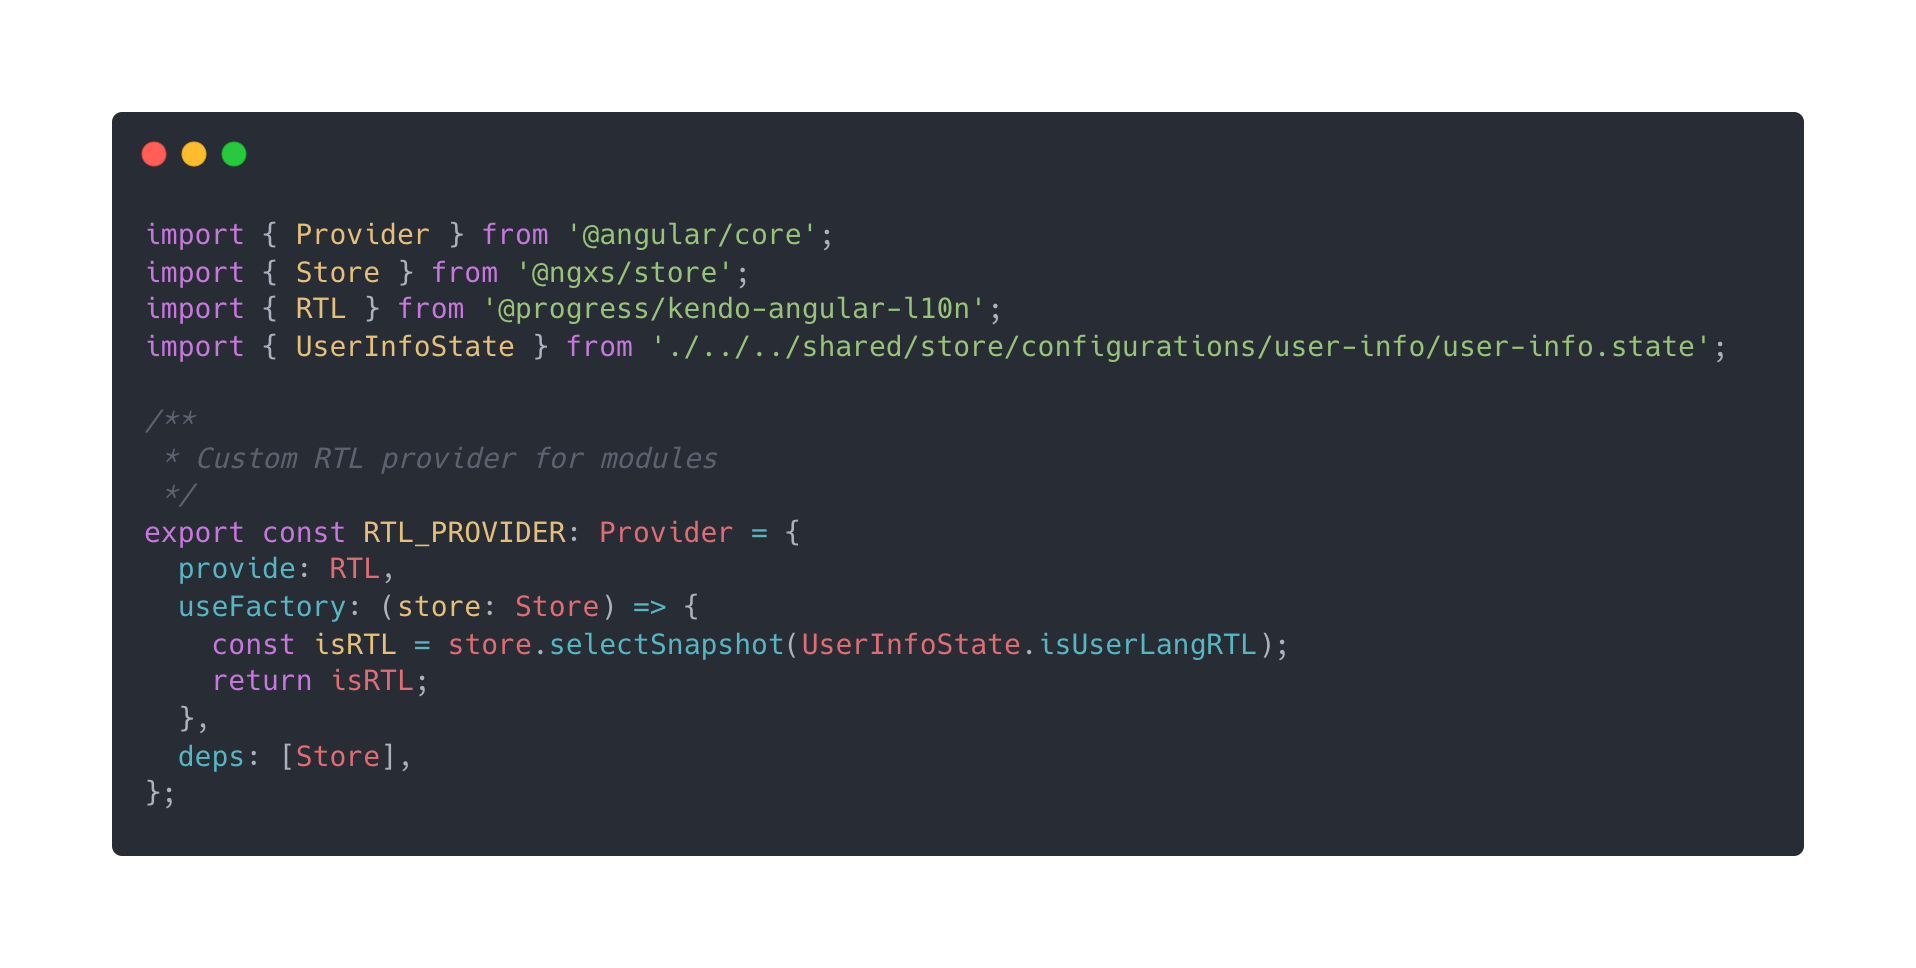 import { Provider } from '@angular/core';
import { Store } from '@ngxs/store';
import { RTL } from '@progress/kendo-angular-l10n';
import { UserInfoState } from './../../shared/store/configurations/user-info/user-info.state';

/**
 * Custom RTL provider for modules
 */
export const RTL_PROVIDER: Provider = {
  provide: RTL,
  useFactory: (store: Store) => {
    const isRTL = store.selectSnapshot(UserInfoState.isUserLangRTL);
    return isRTL;
  },
  deps: [Store],
};